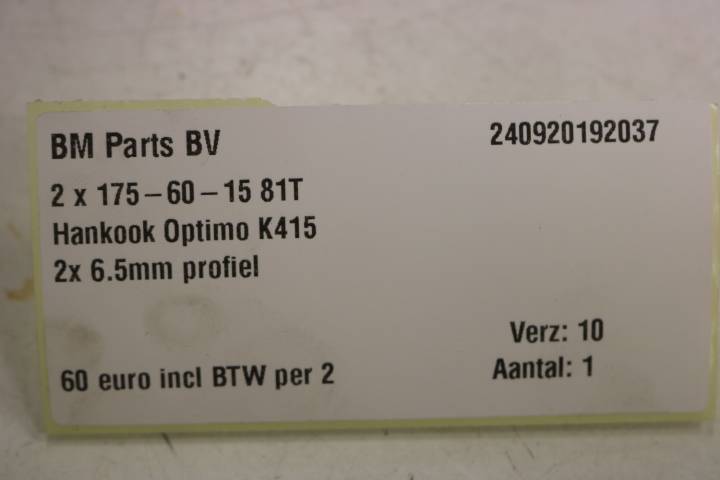 BM Parts BV 240920192037
2 x 175-60-15 81T
Hankook Optimo K415
2x 6.5mm profiel
Verz: 10
60 euro incl BTW per 2 Aantal: 1